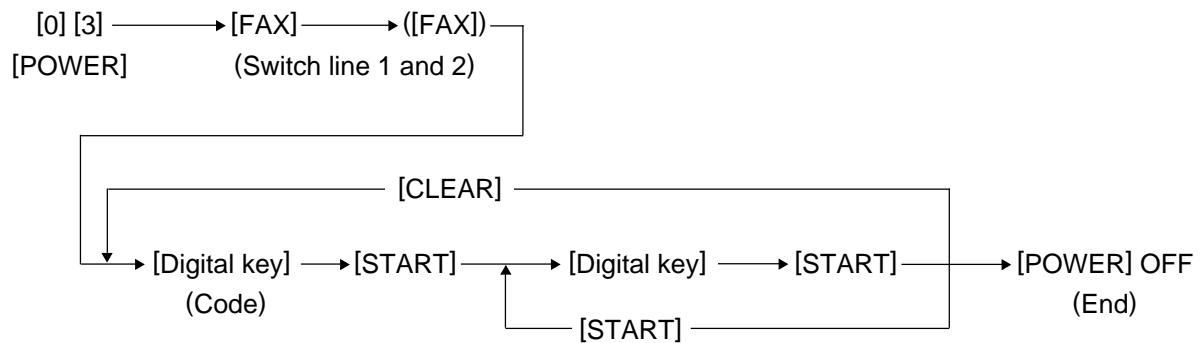 [0] [3] [FAX] ([FAX])
[POWER] (Switch line 1 and 2)
[CLEAR]
[Digital key] [START] [Digital key] [START] [POWER] OFF
(Code) (End)
[START]